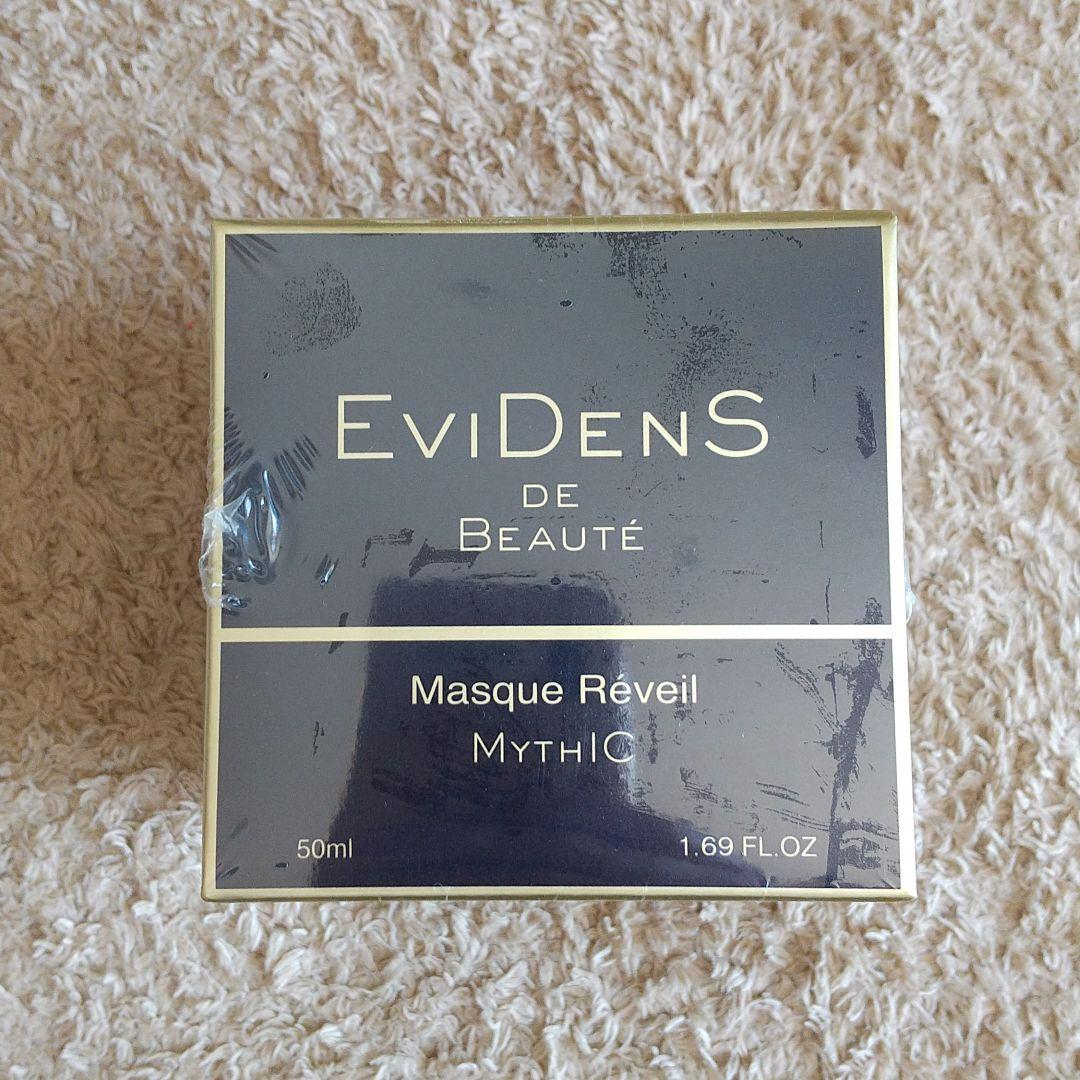 EviDenS
DE
Beauté
Masque Réveil
MythIC
50ml 1.69 FL.OZ